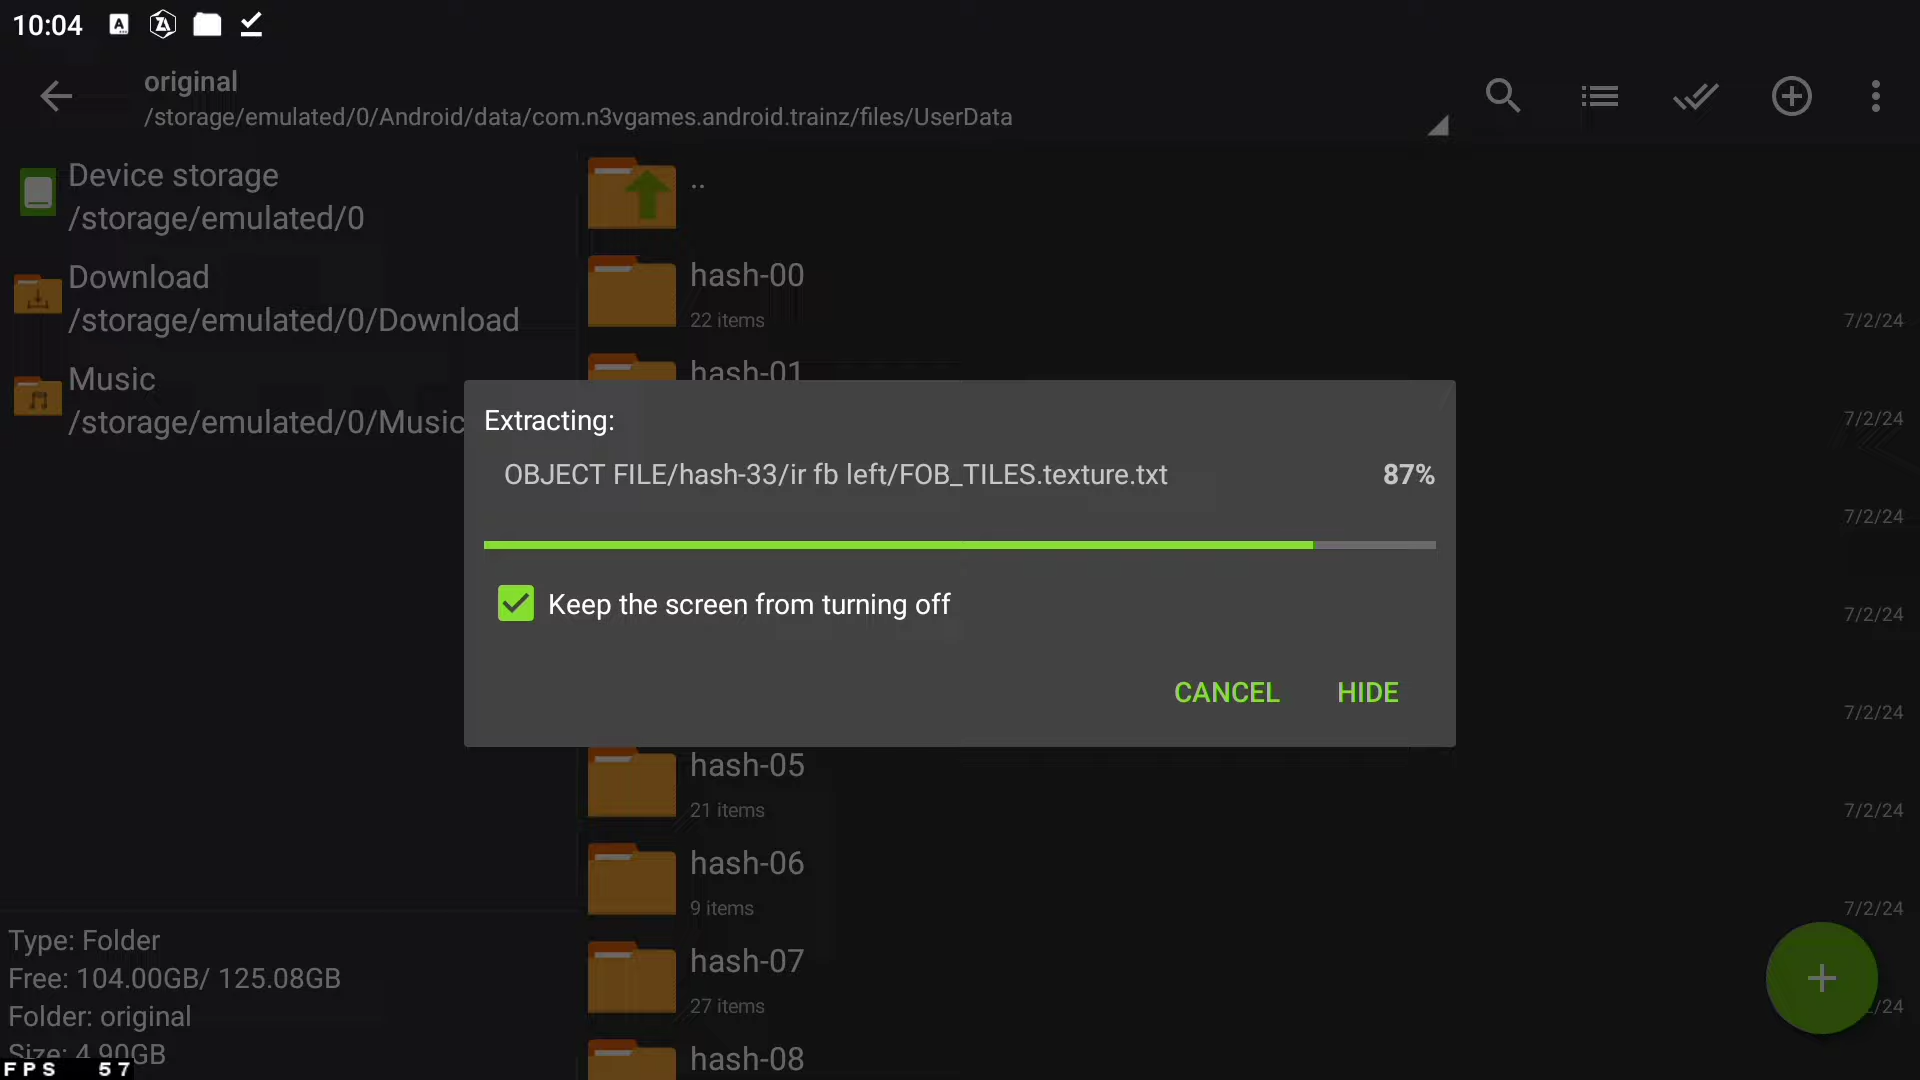 10:04
original
/storage/emulated/0/Android/data/com.n3vgames.android.trainz/files/UserData
Device storage
/storage/emulated/0
Download
/storage/emulated/0/Download
Music
/storage/emulated/0/Music
..
hash-00
22 items
7/2/24
hash-01
7/2/24
Extracting:
OBJECT FILE/hash-33/ir fb left/FOB_TILES.texture.txt
87%
7/2/24
Keep the screen from turning off
7/2/24
CANCEL
HIDE
7/2/24
hash-05
21 items
7/2/24
hash-06
9 items
7/2/24
hash-07
27 items
/24
hash-08
Type: Folder
Free: 104.00GB/ 125.08GB
Folder: original
Size: 4.90GB
FPS 57